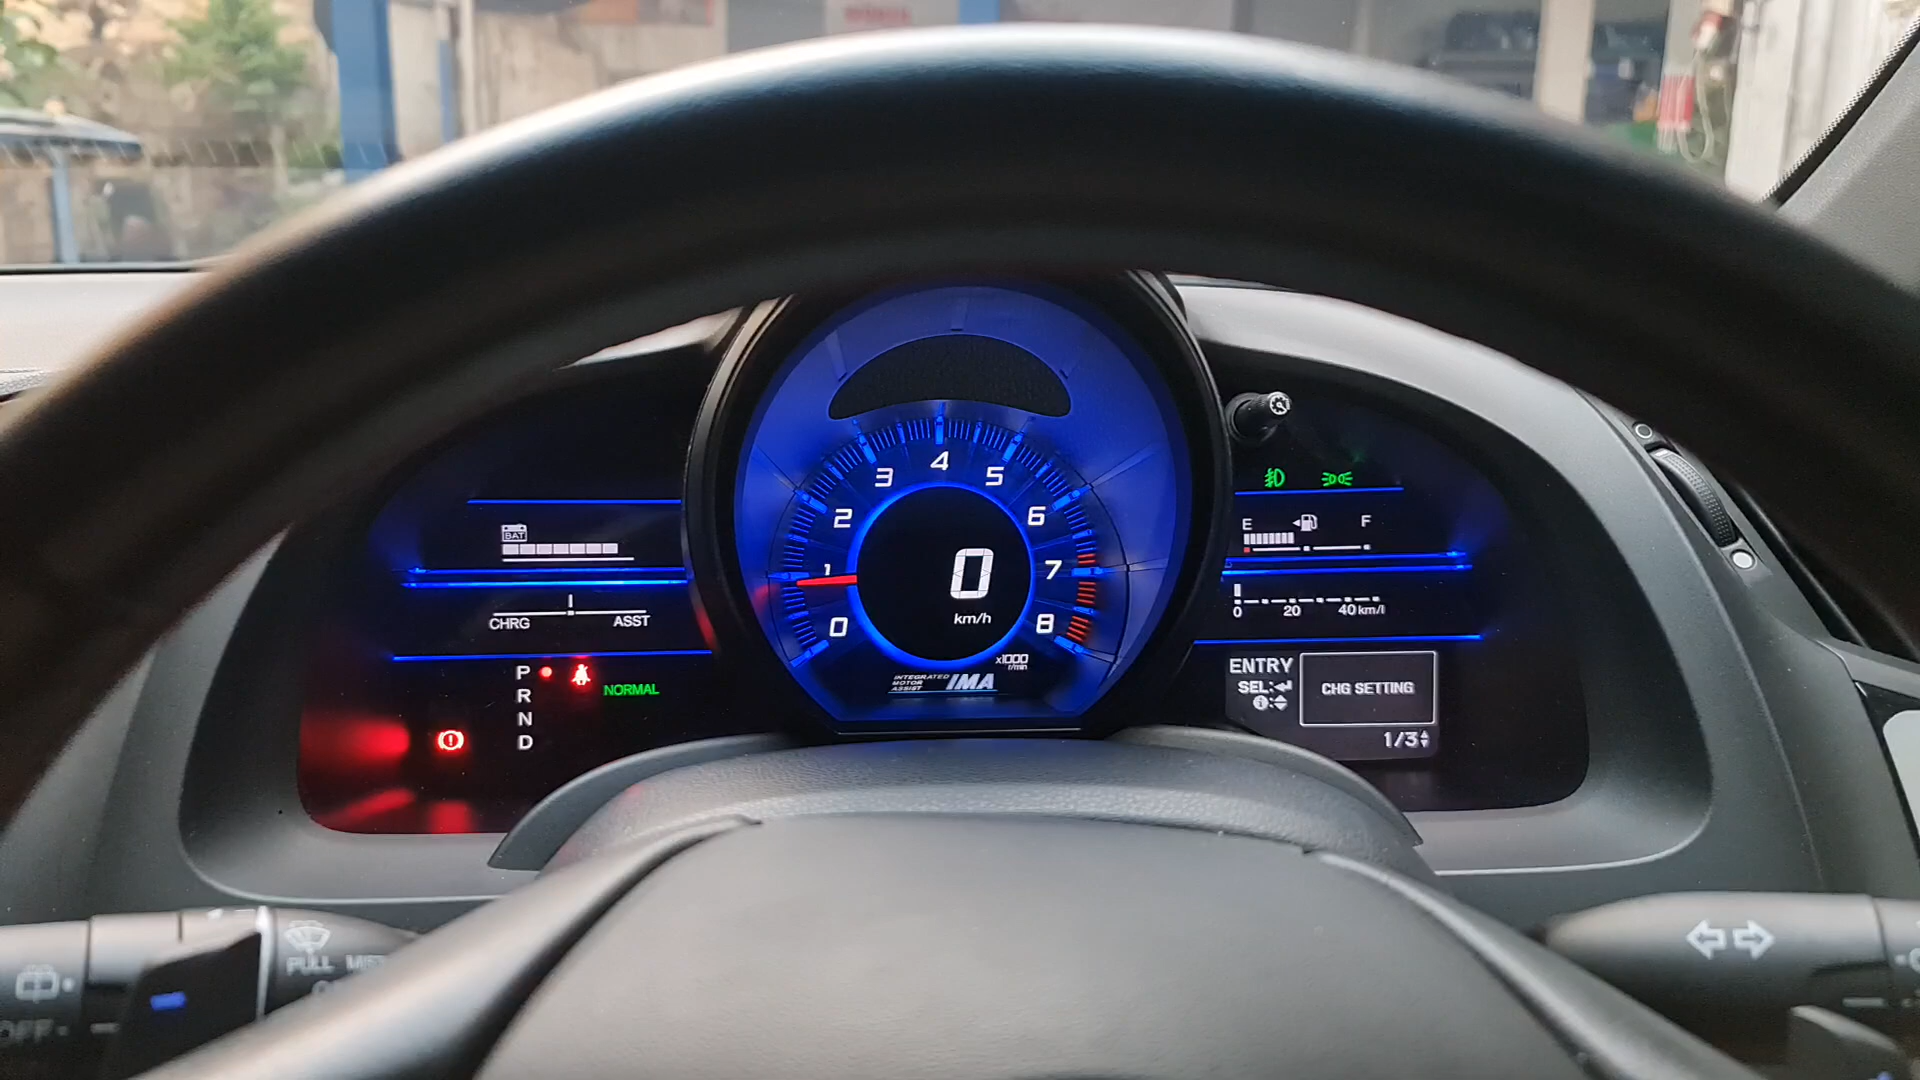 BAT
CHRG ASST
P
R
N
D
NORMAL
0
1
2
3
4
5
6
7
8
0
km/h
x1000
r/min
INTEGRATED
MOTOR
ASSIST
IMA
E F
0 20 40 km/l
ENTRY
SEL:
CHG SETTING
1/3
PULL
OFF